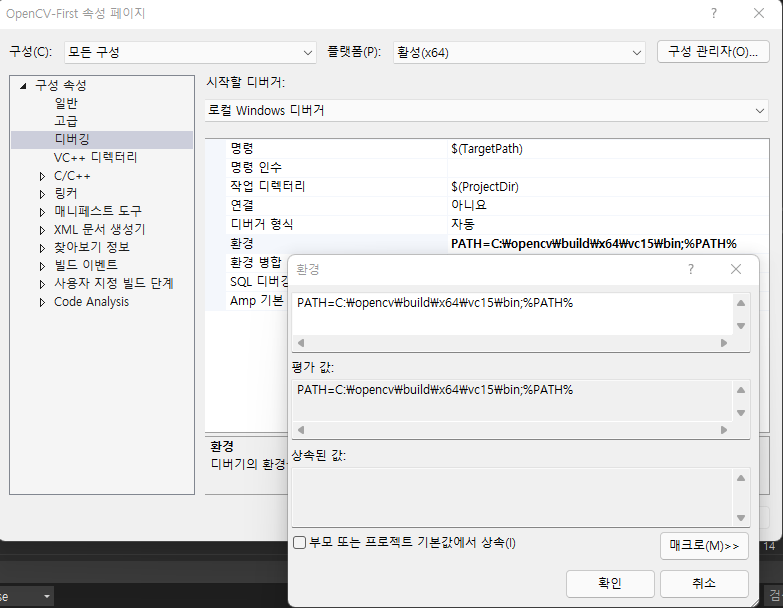 OpenCV-First 속성 페이지
구성(C):
모든 구성
플랫폼(P):
활성(x64)
구성 관리자(O)...
구성 속성
일반
고급
디버깅
VC++ 디렉터리
C/C++
링커
매니페스트 도구
XML 문서 생성기
찾아보기 정보
빌드 이벤트
사용자 지정 빌드 단계
Code Analysis
시작할 디버거:
로컬 Windows 디버거
명령 $(TargetPath)
명령 인수
작업 디렉터리 $(ProjectDir)
연결 아니요
디버거 형식 자동
환경 PATH=C:₩opencv₩build₩x64₩vc15₩bin;%PATH%
환경 병합
SQL 디버깅
Amp 기본
환경
디버기의 환경
환경
PATH=C:₩opencv₩build₩x64₩vc15₩bin;%PATH%
평가 값:
PATH=C:₩opencv₩build₩x64₩vc15₩bin;%PATH%
상속된 값:
부모 또는 프로젝트 기본값에서 상속(I)
매크로(M)>>
확인
취소
14
se
검